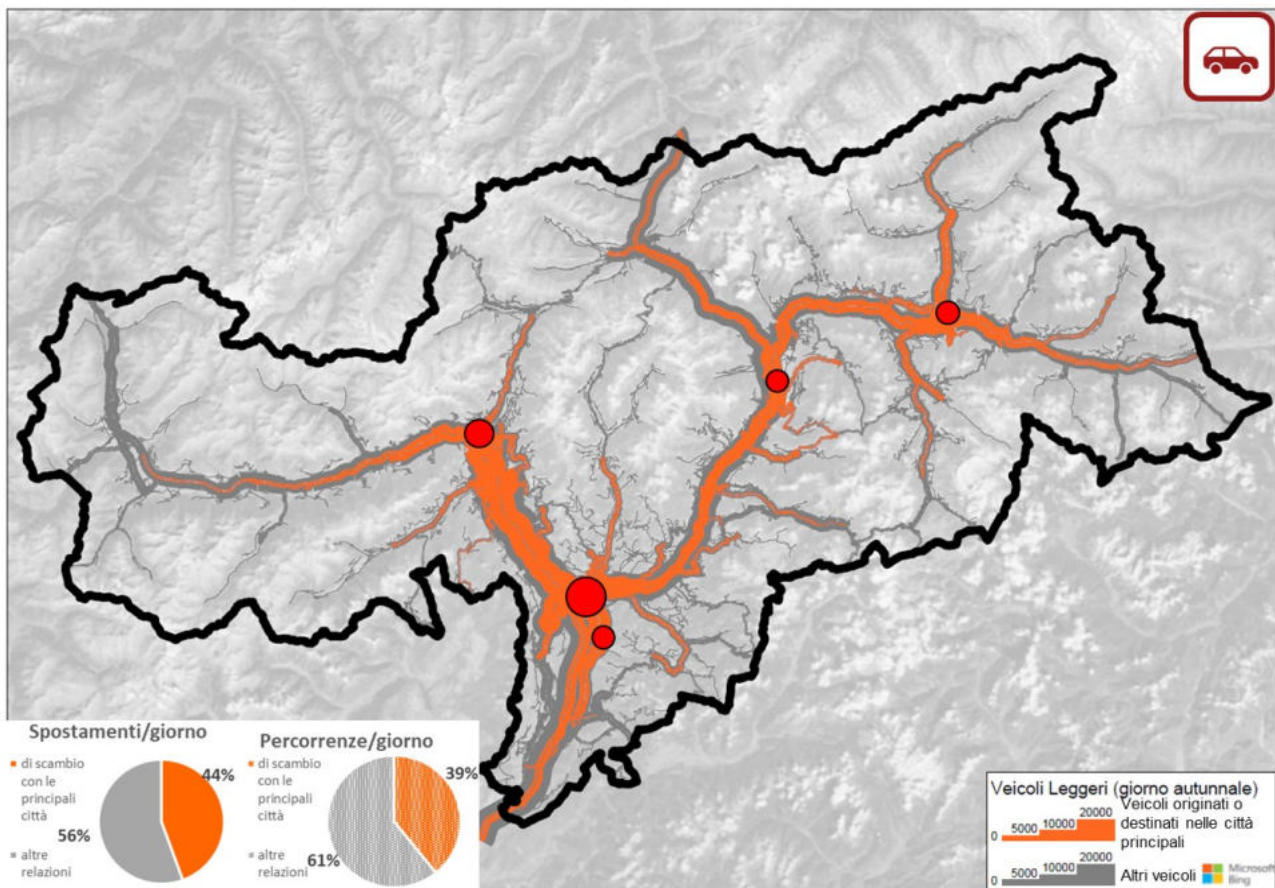 Spostamenti/giorno
di scambio
con le
principali
città
44%
56%
altre
relazioni
Percorrenze/giorno
di scambio
con le
principali
città
39%
61%
altre
relazioni
Veicoli Leggeri (giorno autunnale)
0 5000 10000 20000
Veicoli originati o
destinati nelle città
principali
0 5000 10000 20000
Altri veicoli
Microsoft
Bing